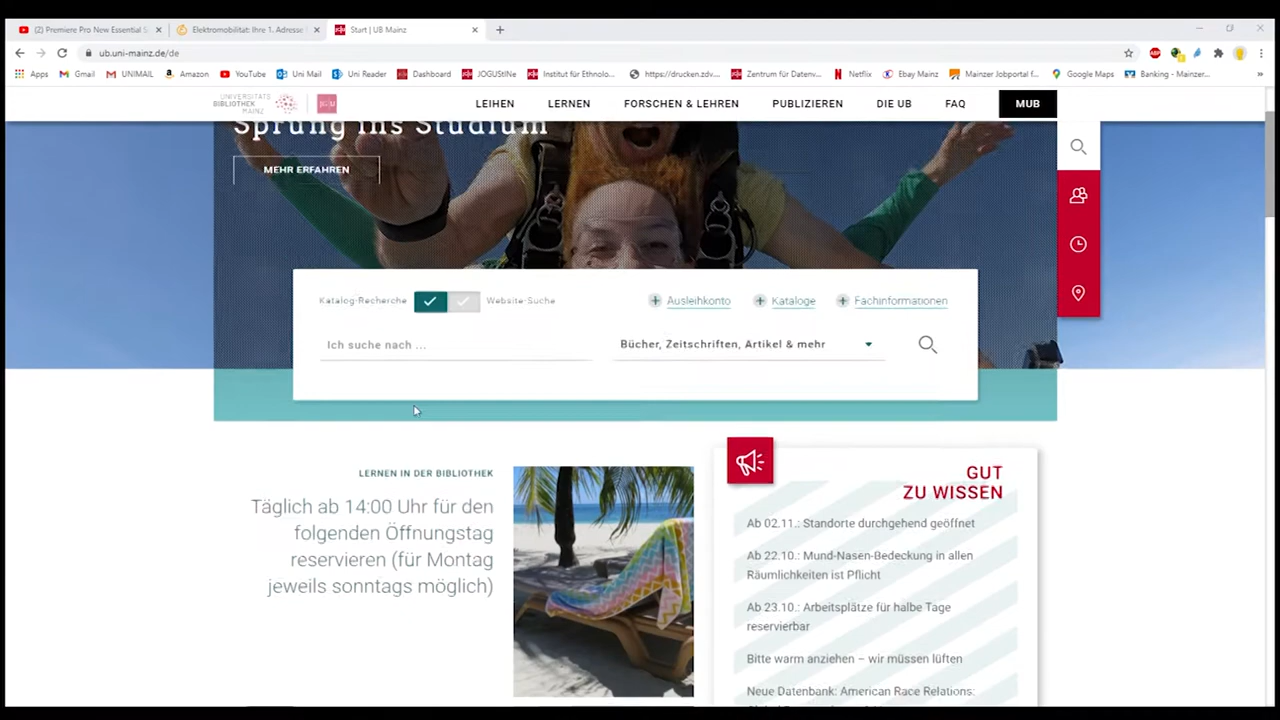 (2) Premiere Pro New Essential S
Elektromobilität: Ihre 1. Adresse
Start | UB Mainz
ub.uni-mainz.de/de
Apps
Gmail
UNIMAIL
Amazon
YouTube
Uni Mail
Uni Reader
Dashboard
JOGUStINe
Institut für Ethnolo...
https://drucken.zdv...
Zentrum für Datenv...
Netflix
Ebay Mainz
Mainzer Jobportal f...
Google Maps
Banking - Mainzer...
UNIVERSITÄTS
BIBLIOTHEK
MAINZ
JG|U
LEIHEN
LERNEN
FORSCHEN & LEHREN
PUBLIZIEREN
DIE UB
FAQ
MUB
Sprung ins Studium
MEHR ERFAHREN
Katalog-Recherche
Website-Suche
Ausleihkonto
Kataloge
Fachinformationen
Ich suche nach ...
Bücher, Zeitschriften, Artikel & mehr
LERNEN IN DER BIBLIOTHEK
Täglich ab 14:00 Uhr für den
folgenden Öffnungstag
reservieren (für Montag
jeweils sonntags möglich)
GUT
ZU WISSEN
Ab 02.11.: Standorte durchgehend geöffnet
Ab 22.10.: Mund-Nasen-Bedeckung in allen
Räumlichkeiten ist Pflicht
Ab 23.10.: Arbeitsplätze für halbe Tage
reservierbar
Bitte warm anziehen – wir müssen lüften
Neue Datenbank: American Race Relations: